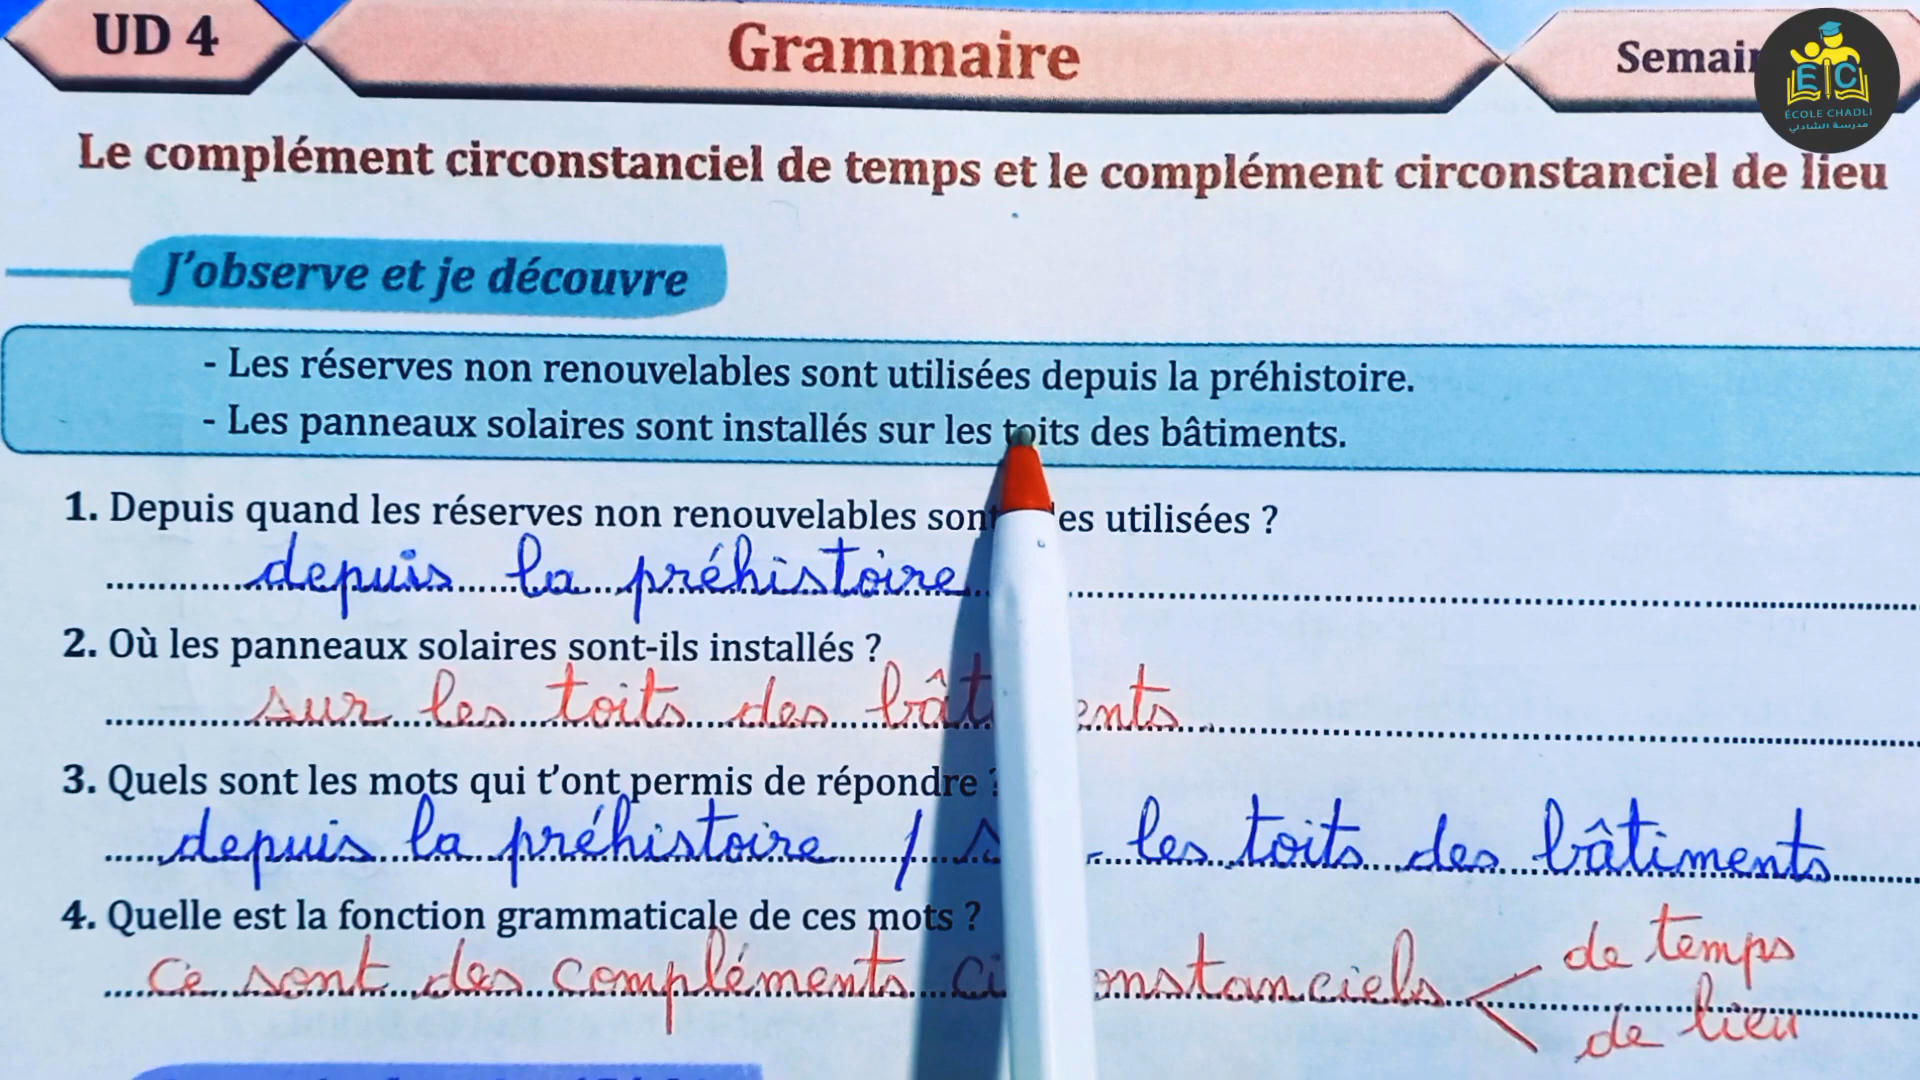 UD 4
Grammaire
Semai
ÉCOLE CHADLI
مدرسة الشادلي
Le complément circonstanciel de temps et le complément circonstanciel de lieu
J'observe et je découvre
- Les réserves non renouvelables sont utilisées depuis la préhistoire.
- Les panneaux solaires sont installés sur les toits des bâtiments.
1. Depuis quand les réserves non renouvelables son es utilisées ?
depuis la préhistoire
2. Où les panneaux solaires sont-ils installés ?
sur les toits des bât ents.
3. Quels sont les mots qui t'ont permis de répondre ?
depuis la préhistoire / s les toits des bâtiments
4. Quelle est la fonction grammaticale de ces mots ?
Ce sont des compléments ci onstanciels de temps
de lieu